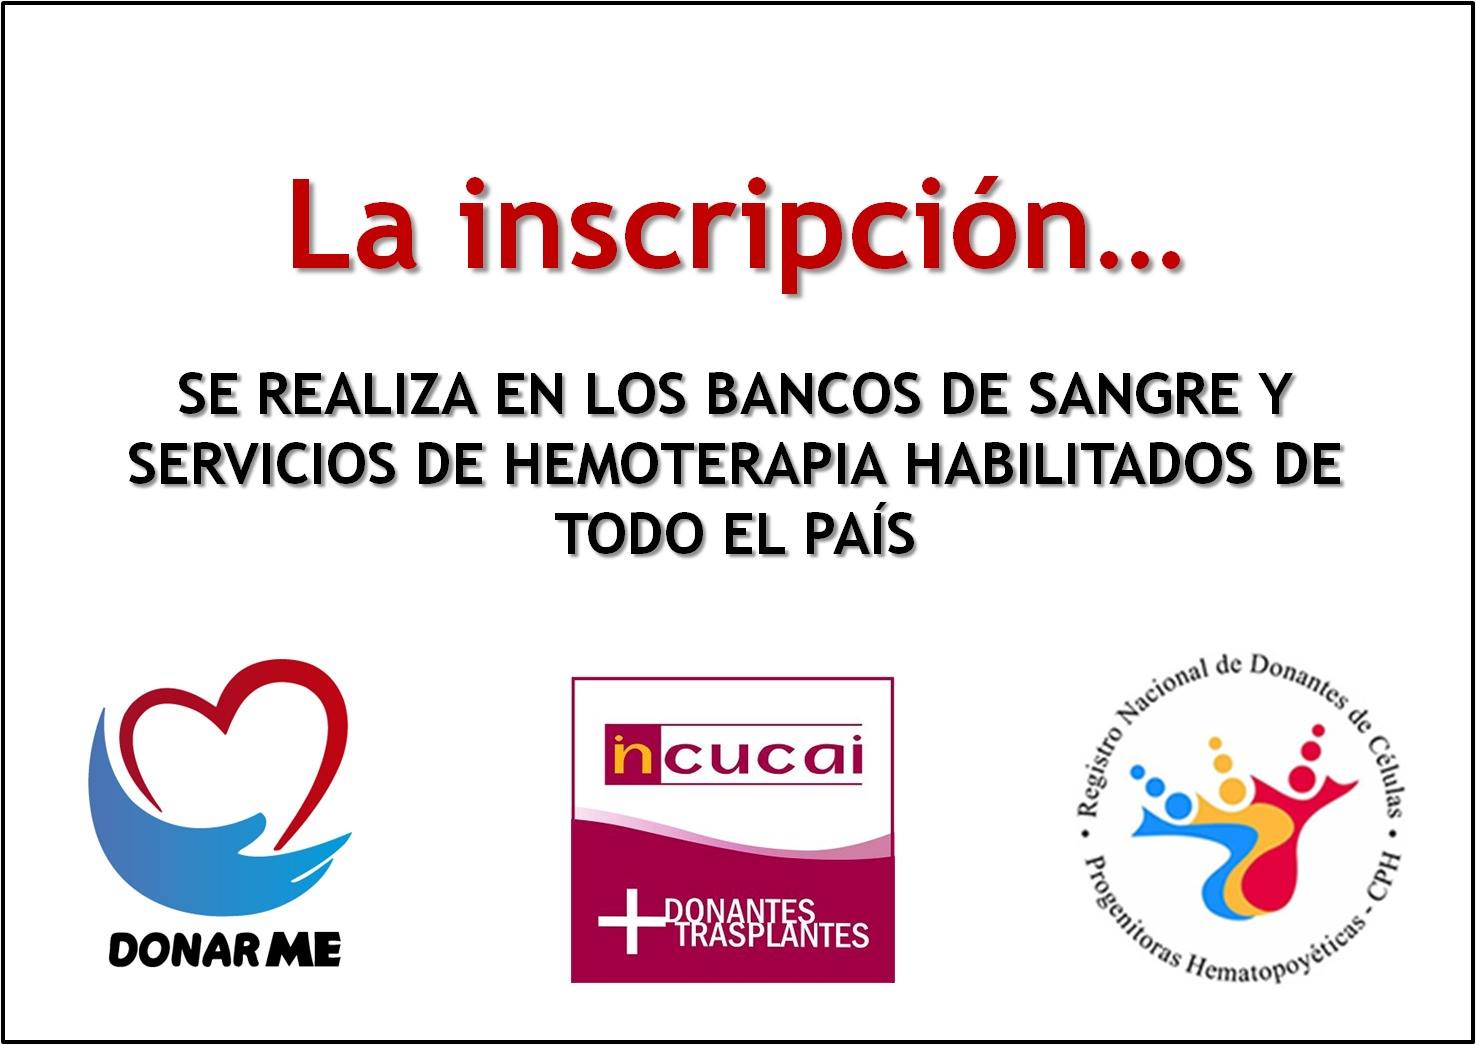 La inscripción...
SE REALIZA EN LOS BANCOS DE SANGRE Y
SERVICIOS DE HEMOTERAPIA HABILITADOS DE
TODO EL PAÍS
DONAR ME
incucai
+DONANTES
TRASPLANTES
• Registro Nacional de Donantes de Células •
Progenitoras Hematopoyéticas - CPH